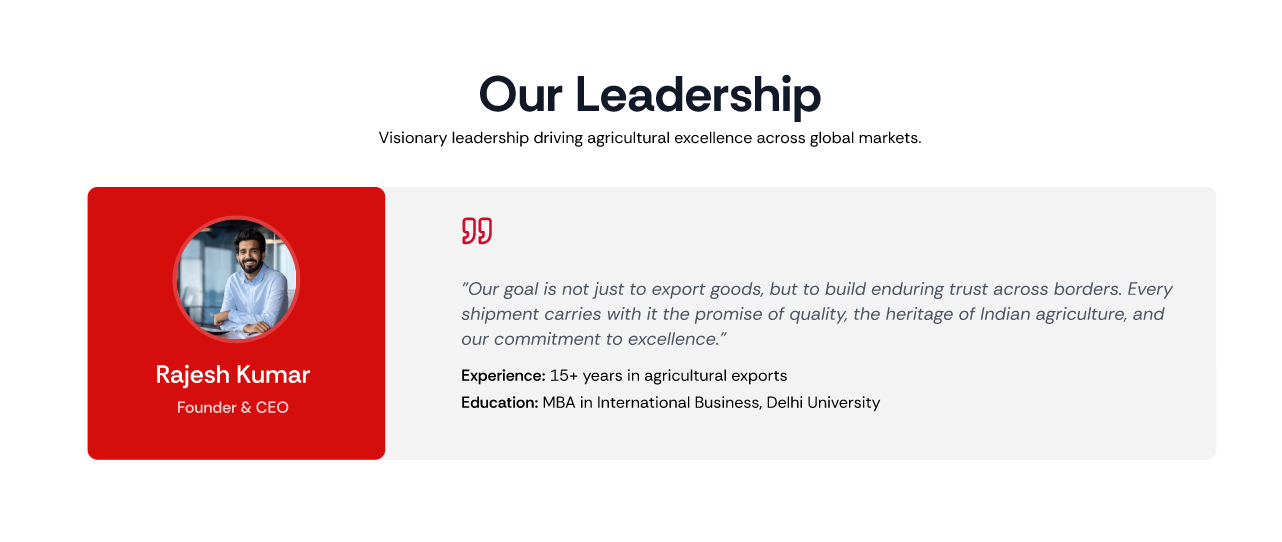 Our Leadership
Visionary leadership driving agricultural excellence across global markets.
Rajesh Kumar
Founder & CEO
"Our goal is not just to export goods, but to build enduring trust across borders. Every
shipment carries with it the promise of quality, the heritage of Indian agriculture, and
our commitment to excellence."
Experience: 15+ years in agricultural exports
Education: MBA in International Business, Delhi University